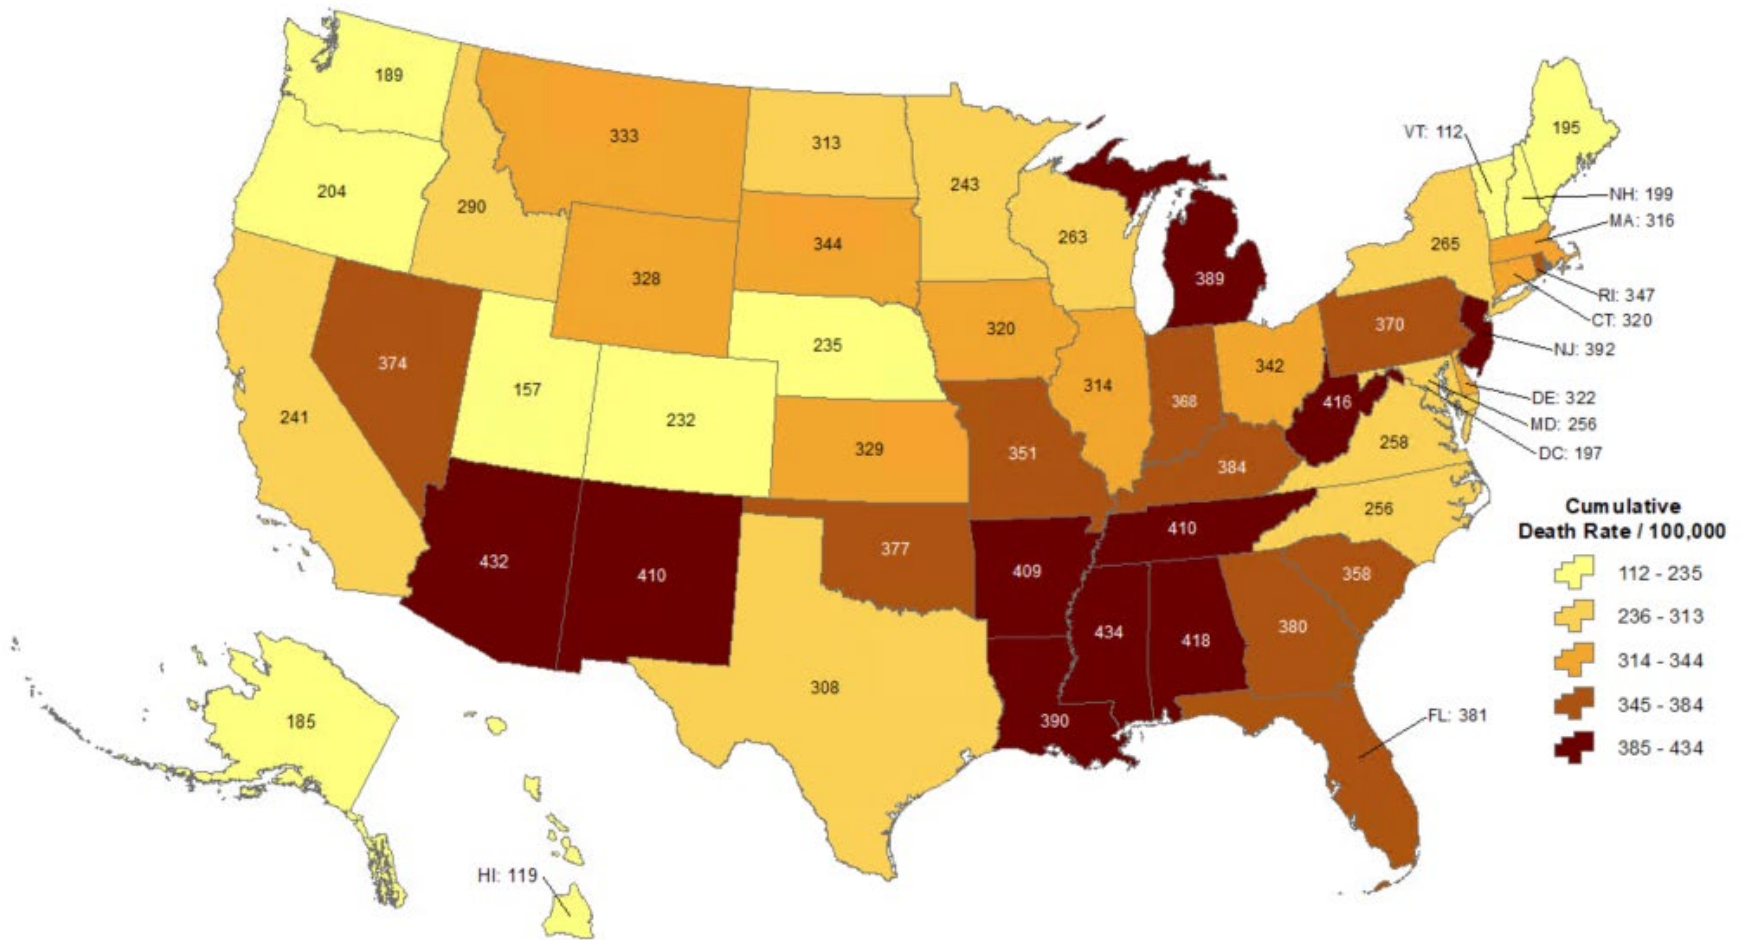 189
333
313
243
VT: 112
195
204
290
344
263
NH: 199
MA: 316
265
328
389
RI: 347
CT: 320
320
370
NJ: 392
374
235
342
157
314
368
416
DE: 322
MD: 256
DC: 197
241
232
329
351
384
258
256
410
Cumulative
Death Rate / 100,000
432
410
377
409
358
112 - 235
236 - 313
434
418
380
314 - 344
308
345 - 384
185
390
FL: 381
385 - 434
HI: 119